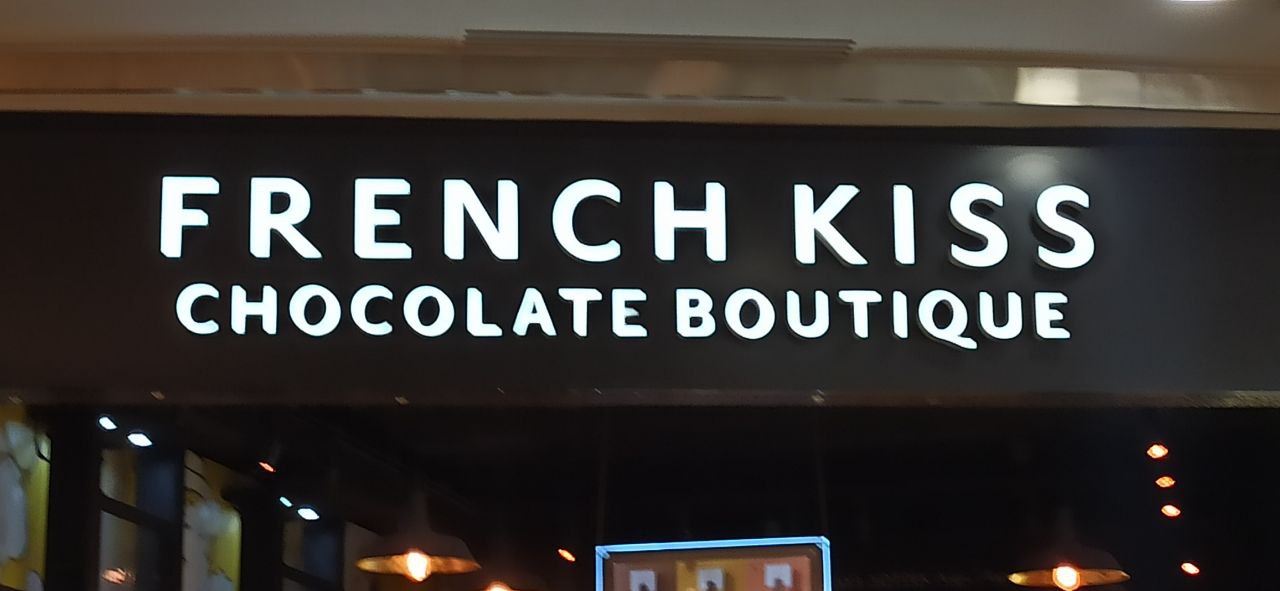 FRENCH KISS
CHOCOLATE BOUTIQUE